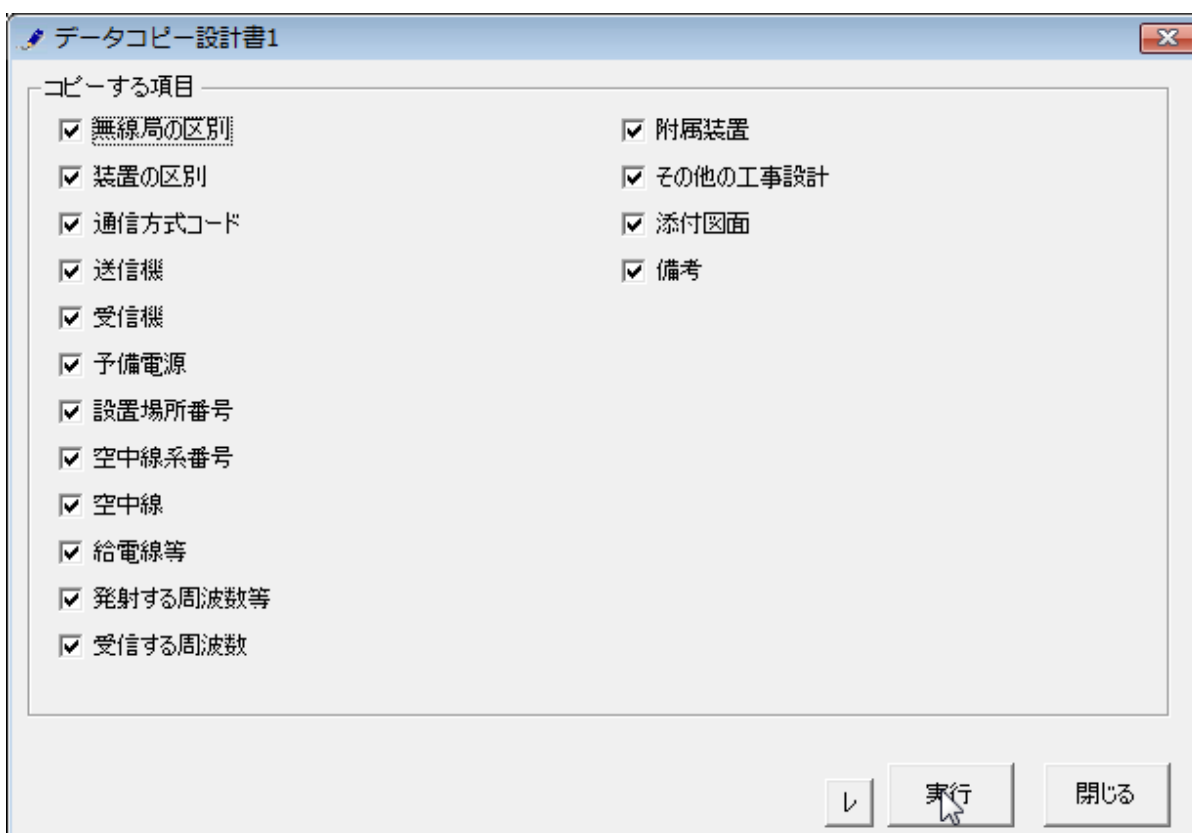 データコピー設計書1
コピーする項目
無線局の区別
装置の区別
通信方式コード
送信機
受信機
予備電源
設置場所番号
空中線系番号
空中線
給電線等
発射する周波数等
受信する周波数
附属装置
その他の工事設計
添付図面
備考
レ
実行
閉じる